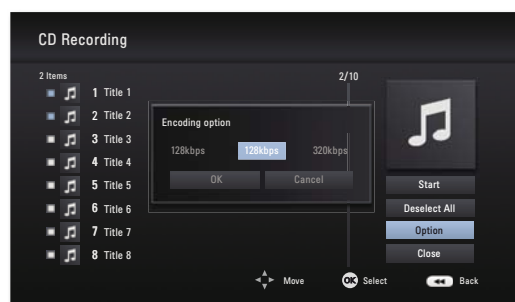 CD Recording
2 Items 2/10
1 Title 1
2 Title 2
3 Title 3
4 Title 4
5 Title 5
6 Title 6
7 Title 7
8 Title 8
Encoding option
128kbps 128kbps 320kbps
OK Cancel
Start
Deselect All
Option
Close
Move OK Select Back